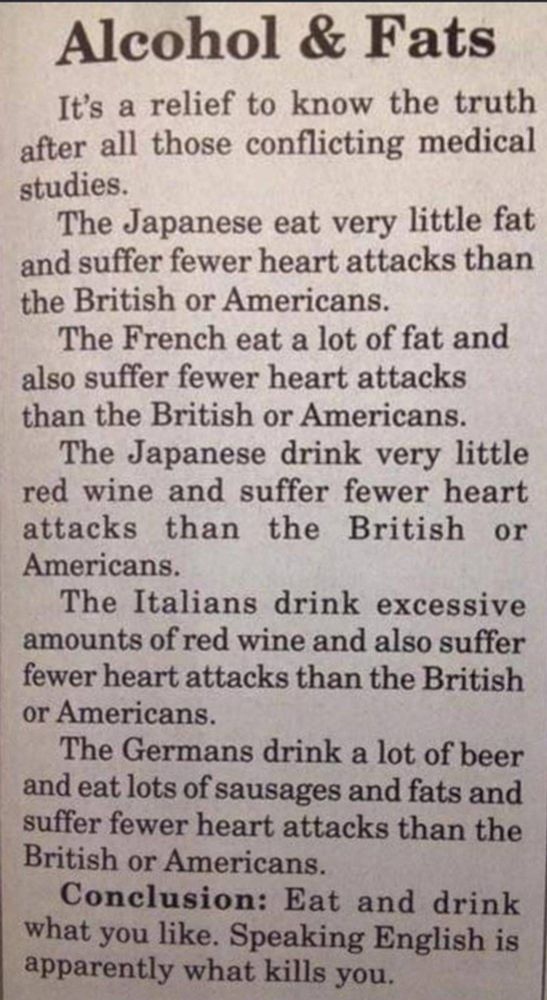 Alcohol & Fats
It's a relief to know the truth
after all those conflicting medical
studies.
The Japanese eat very little fat
and suffer fewer heart attacks than
the British or Americans.
The French eat a lot of fat and
also suffer fewer heart attacks
than the British or Americans.
The Japanese drink very little
red wine and suffer fewer heart
attacks than the British or
Americans.
The Italians drink excessive
amounts of red wine and also suffer
fewer heart attacks than the British
or Americans.
The Germans drink a lot of beer
and eat lots of sausages and fats and
suffer fewer heart attacks than the
British or Americans.
Conclusion: Eat and drink
what you like. Speaking English is
apparently what kills you.